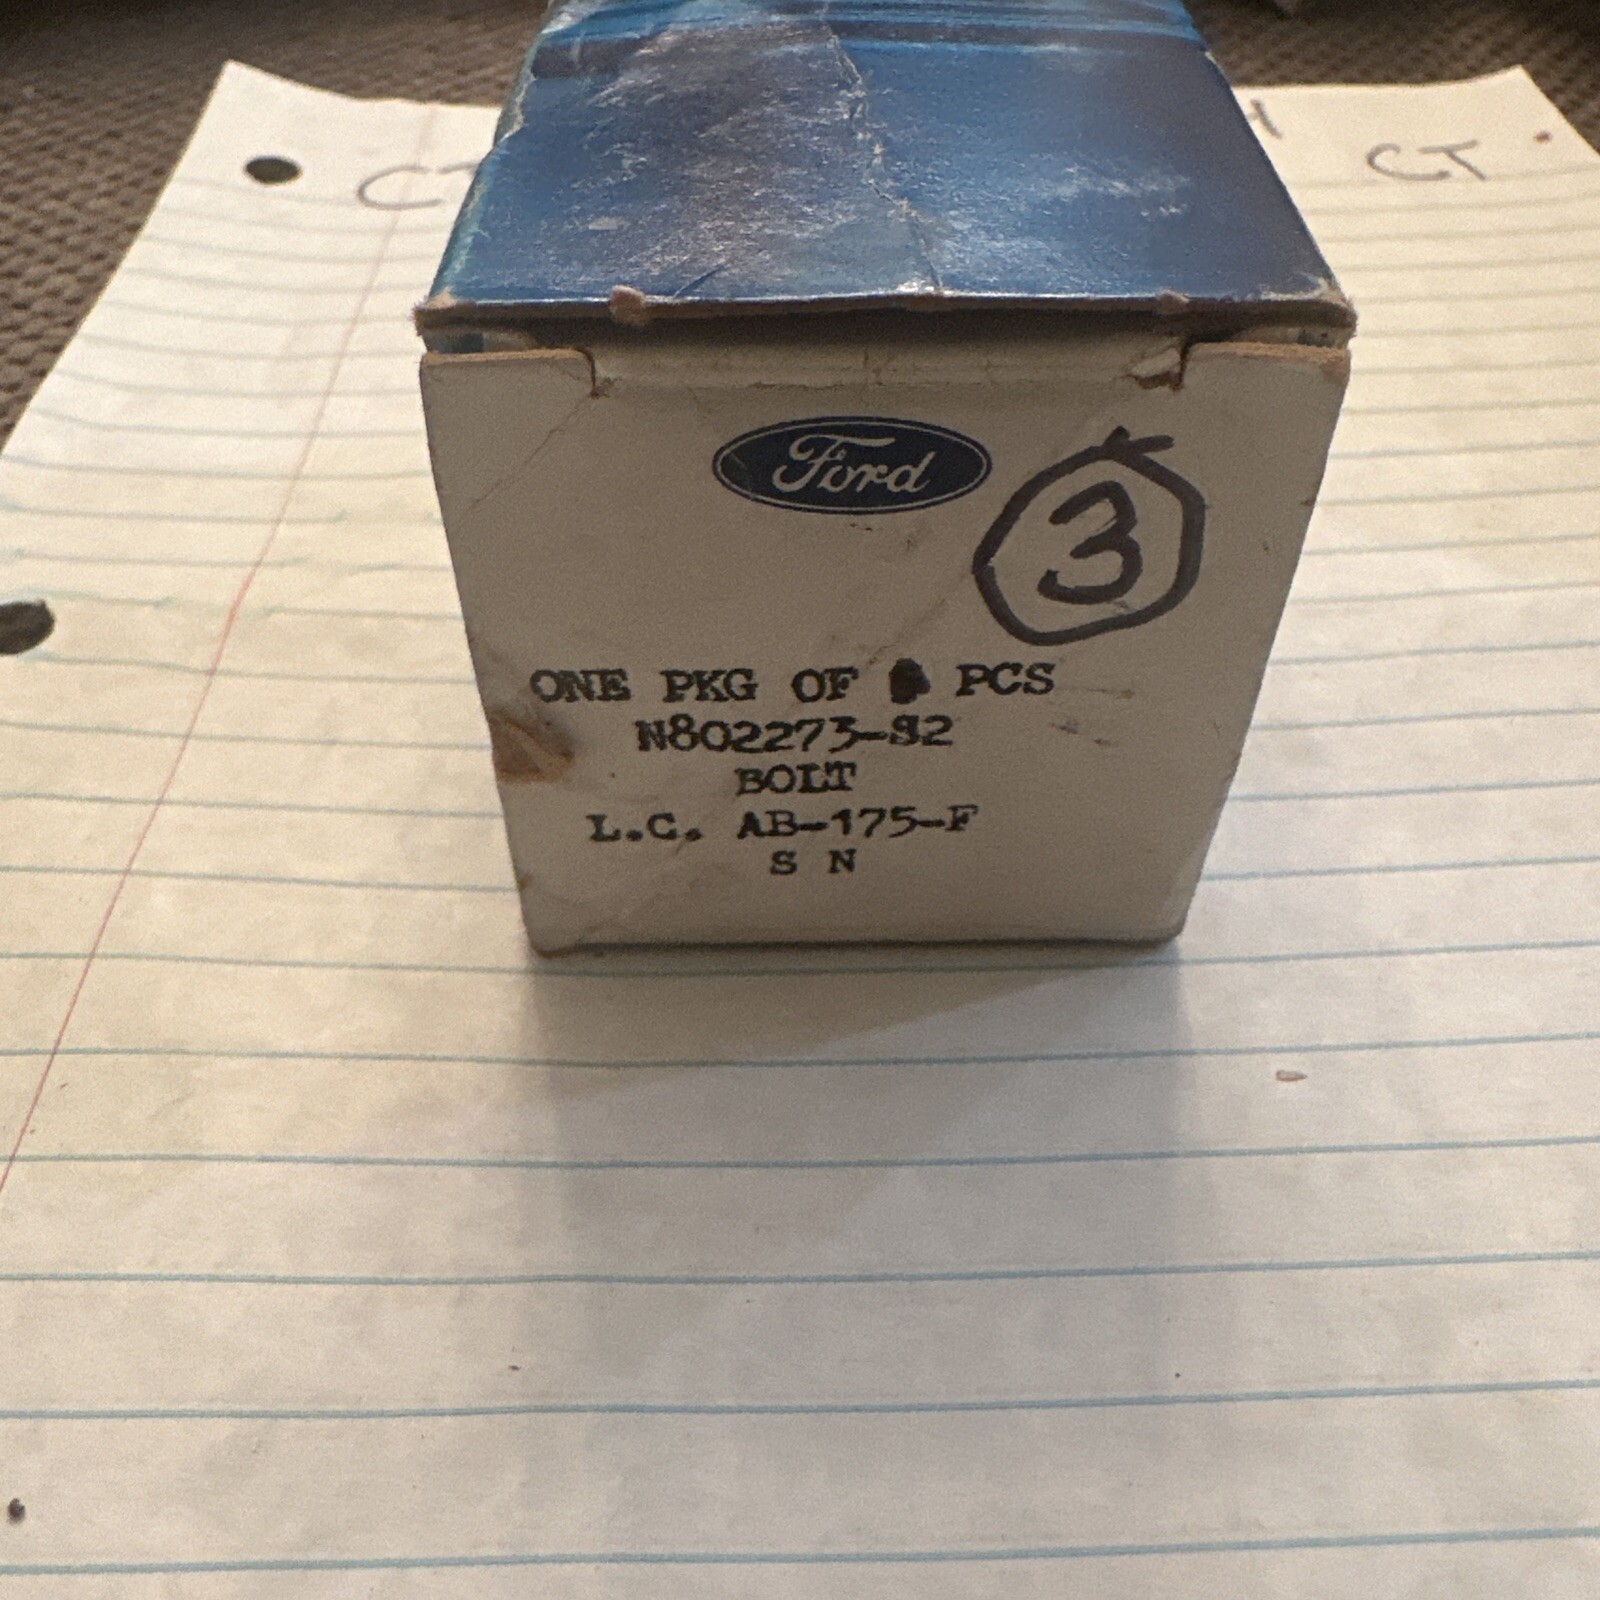 CT
CT
Ford
3
ONE PKG OF PCS
N802273-S2
BOLT
L.C. AB-175-F
S N